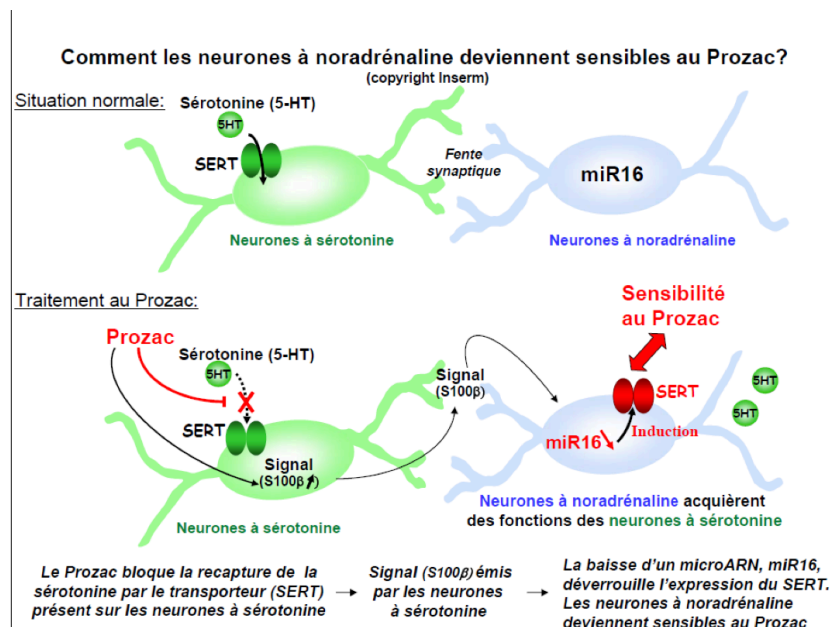 Comment les neurones à noradrénaline deviennent sensibles au Prozac?
(copyright Inserm)
Situation normale:
Sérotonine (5-HT)
5HT
SERT
Fente
synaptique
miR16
Neurones à sérotonine
Neurones à noradrénaline
Traitement au Prozac:
Sensibilité
au Prozac
Prozac
Sérotonine (5-HT)
5HT
Signal
(S100β)
SERT
5HT
5HT
SERT
miR16
Induction
Signal
(S100β)
Neurones à sérotonine
Neurones à noradrénaline acquièrent
des fonctions des neurones à sérotonine
Le Prozac bloque la recapture de la
sérotonine par le transporteur (SERT)
présent sur les neurones à sérotonine
Signal (S100β) émis
par les neurones
à sérotonine
La baisse d'un microARN, miR16,
déverrouille l'expression du SERT.
Les neurones à noradrénaline
deviennent sensibles au Prozac